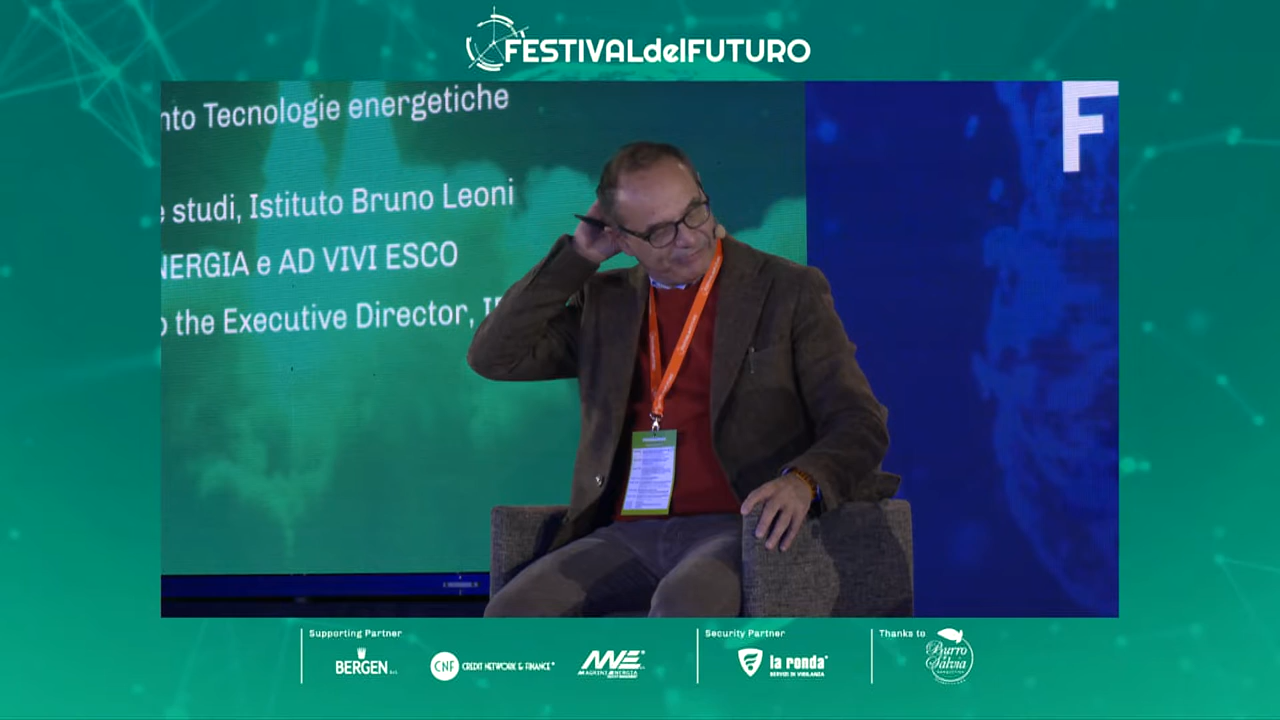 FESTIVALdelFUTURO
nto Tecnologie energetiche
e studi, Istituto Bruno Leoni
NERGIA e AD VIVI ESCO
o the Executive Director, I
F
Supporting Partner
BERGEN
CNF CREDIT NETWORK & FINANCE
Security Partner
la ronda
SERVIZI DI VIGILANZA
Thanks to
Burro & Salvia